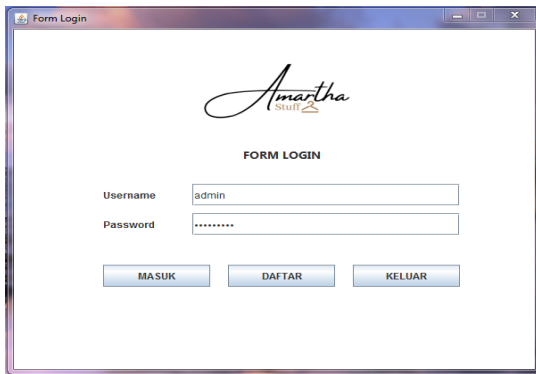 Form Login
Amartha
Stuff
FORM LOGIN
Username admin
Password •••••••••
MASUK DAFTAR KELUAR